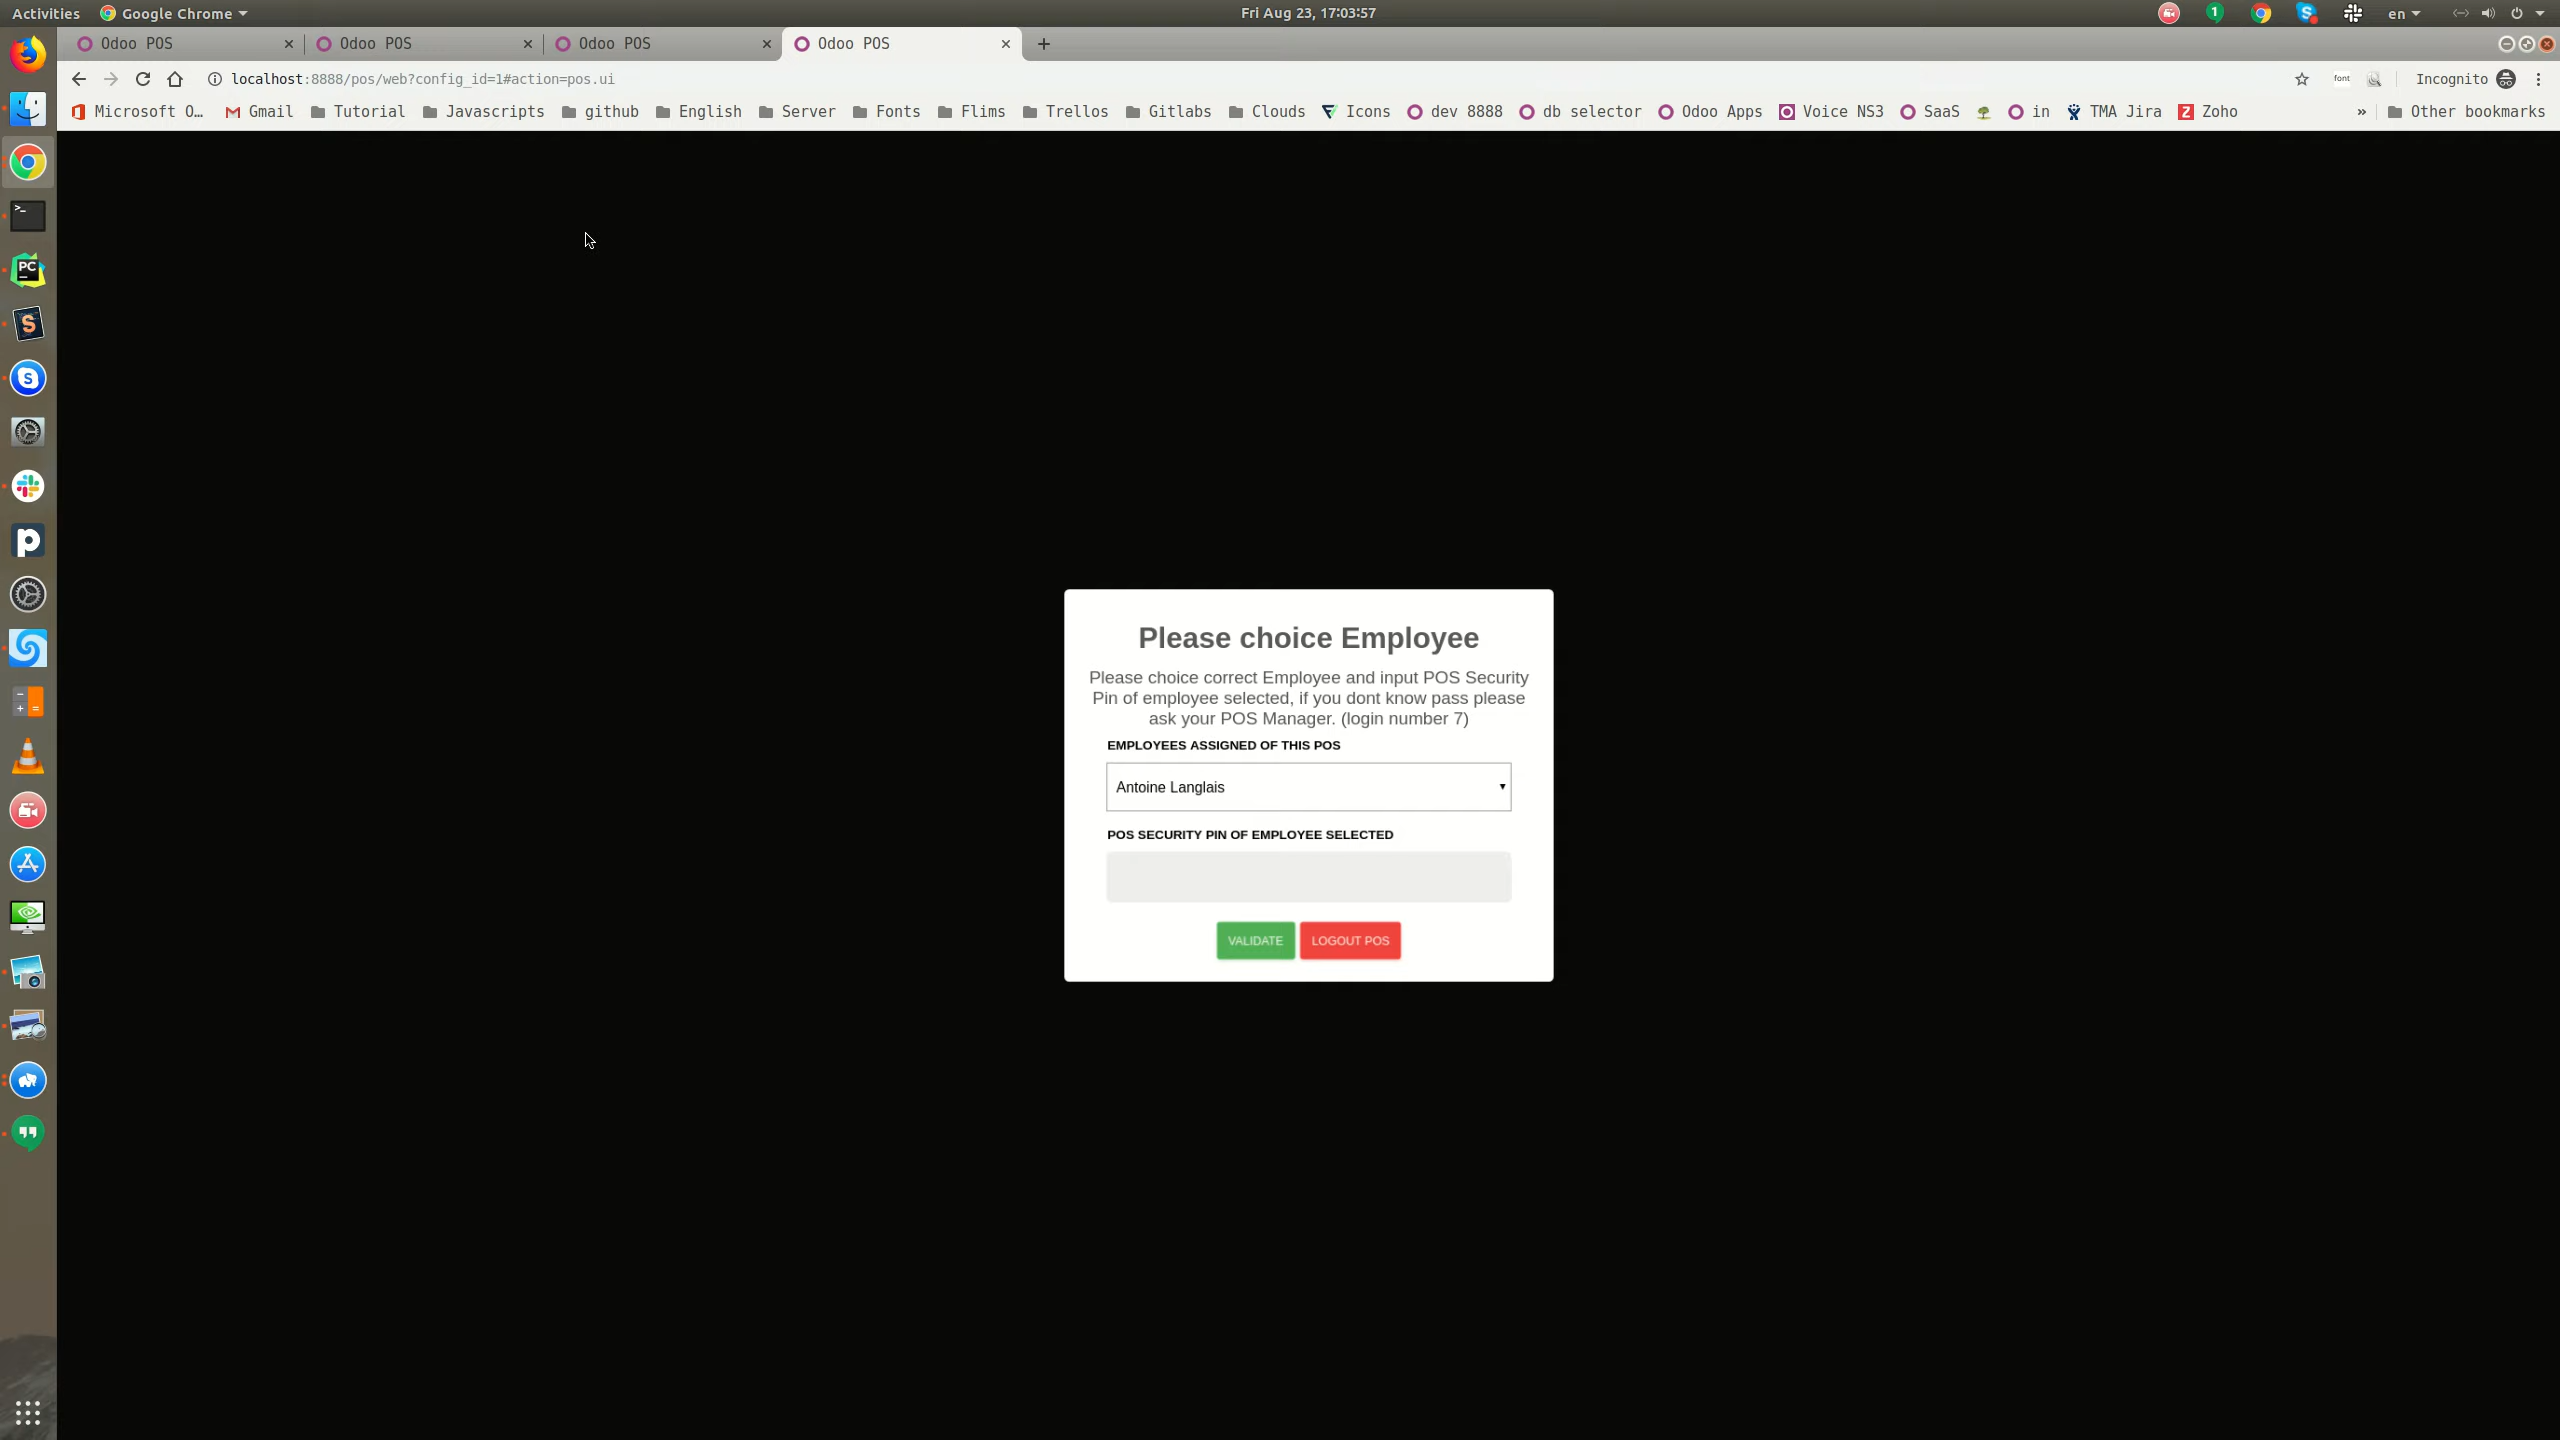 Activities Google Chrome Fri Aug 23, 17:03:57 1 en
Odoo POS Odoo POS Odoo POS Odoo POS
localhost:8888/pos/web?config_id=1#action=pos.ui font Incognito
Microsoft O… Gmail Tutorial Javascripts github English Server Fonts Flims Trellos Gitlabs Clouds Icons dev 8888 db selector Odoo Apps Voice NS3 SaaS in TMA Jira Zoho » Other bookmarks
Please choice Employee
Please choice correct Employee and input POS Security
Pin of employee selected, if you dont know pass please
ask your POS Manager. (login number 7)
EMPLOYEES ASSIGNED OF THIS POS
Antoine Langlais
POS SECURITY PIN OF EMPLOYEE SELECTED
VALIDATE LOGOUT POS